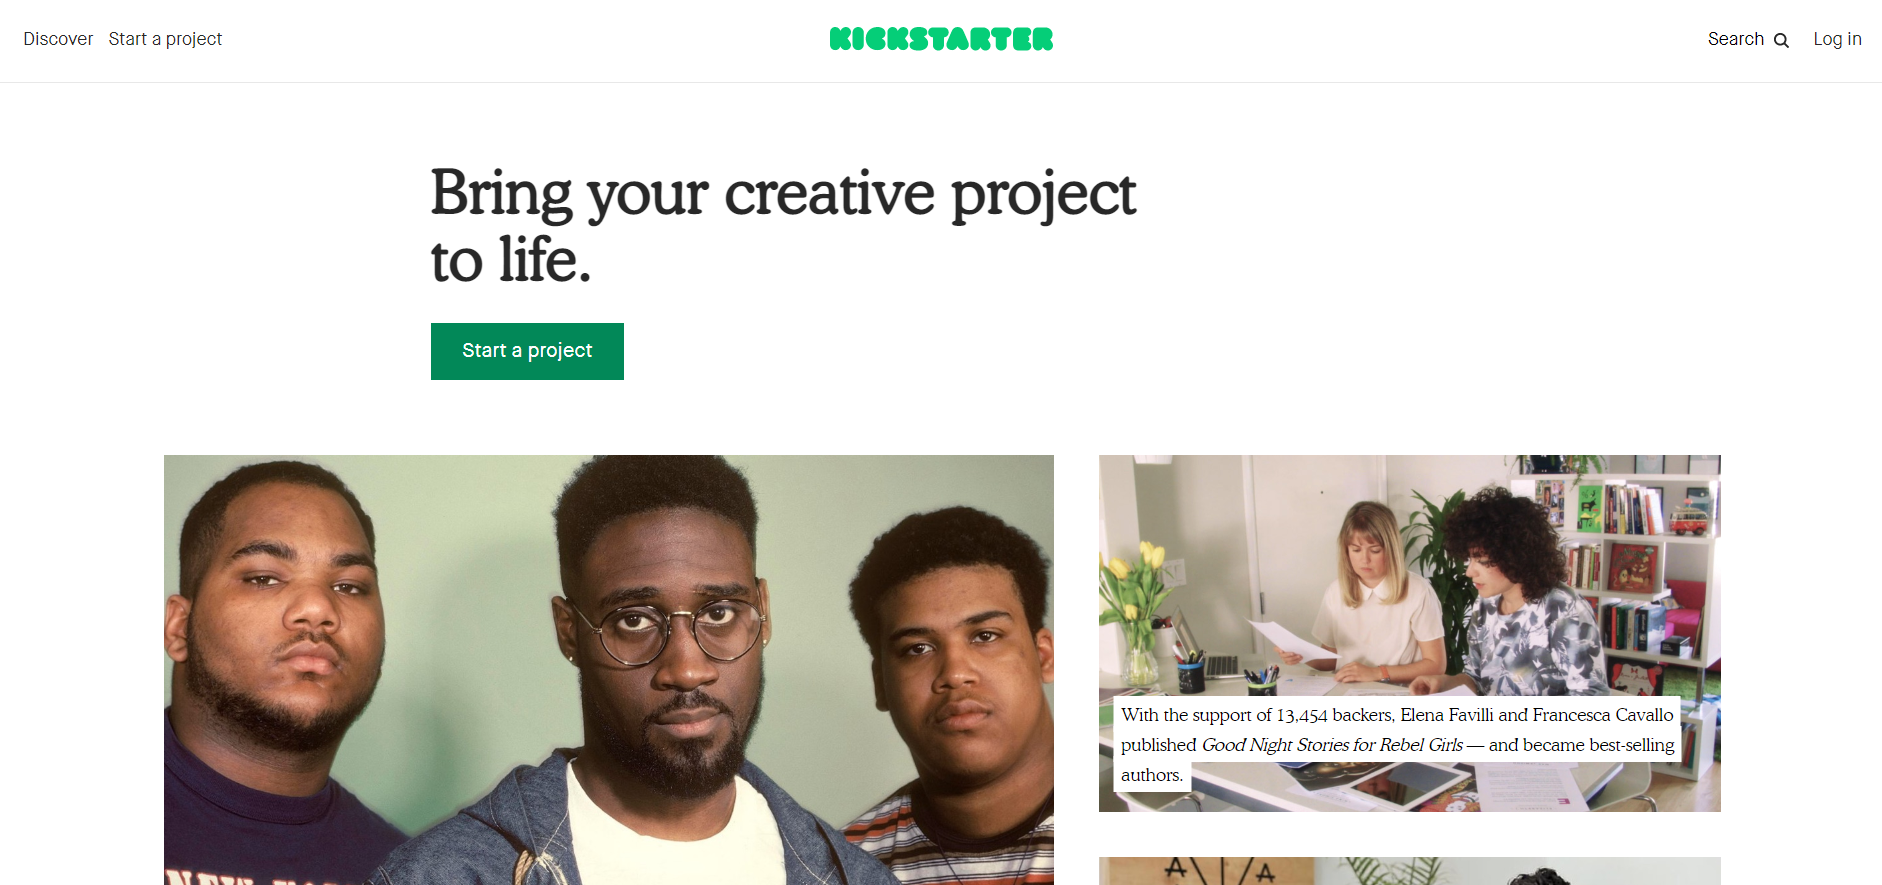 Discover Start a project KICKSTARTER Search Log in
Bring your creative project
to life.
Start a project
With the support of 13,454 backers, Elena Favilli and Francesca Cavallo
published Good Night Stories for Rebel Girls — and became best-selling
authors.